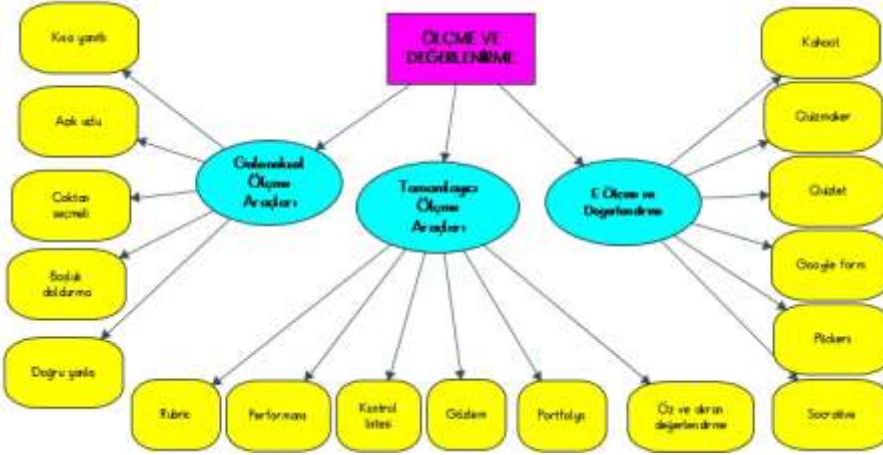 ÖLÇME VE
DEĞERLENİRME
Kısa yanıtlı
Açık uçlu
Çoktan
seçmeli
Boşluk
doldurma
Doğru yanlış
Geleneksel
Ölçme
Araçları
Tamamlayıcı
Ölçme
Araçları
E Ölçme ve
Değerlendirme
Kahoot
Quizmaker
Quizlet
Google form
Plickers
Socrative
Rubric
Performans
Kontrol
listesi
Gözlem
Portfolyo
Öz ve akran
değerlendirme